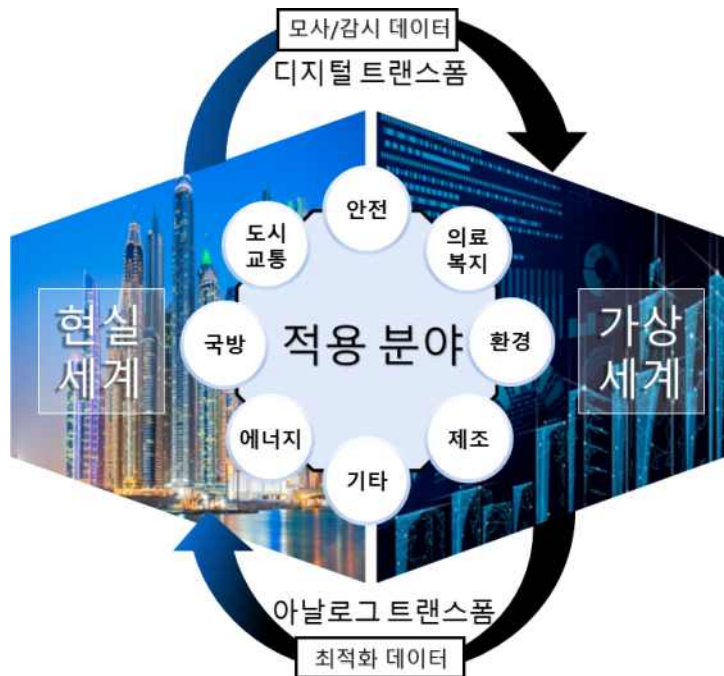 모사/감시 데이터
디지털 트랜스폼
안전
도시
교통
의료
복지
현실
세계
국방
적용 분야
환경
가상
세계
에너지
제조
기타
아날로그 트랜스폼
최적화 데이터